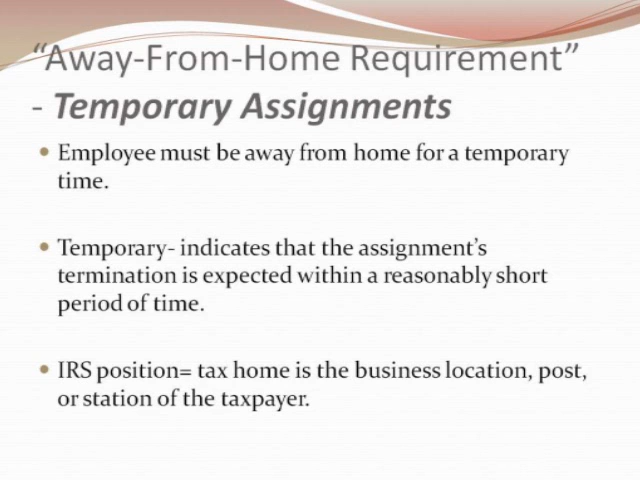 “Away-From-Home Requirement”
- Temporary Assignments
• Employee must be away from home for a temporary
time.
• Temporary- indicates that the assignment’s
termination is expected within a reasonably short
period of time.
• IRS position= tax home is the business location, post,
or station of the taxpayer.